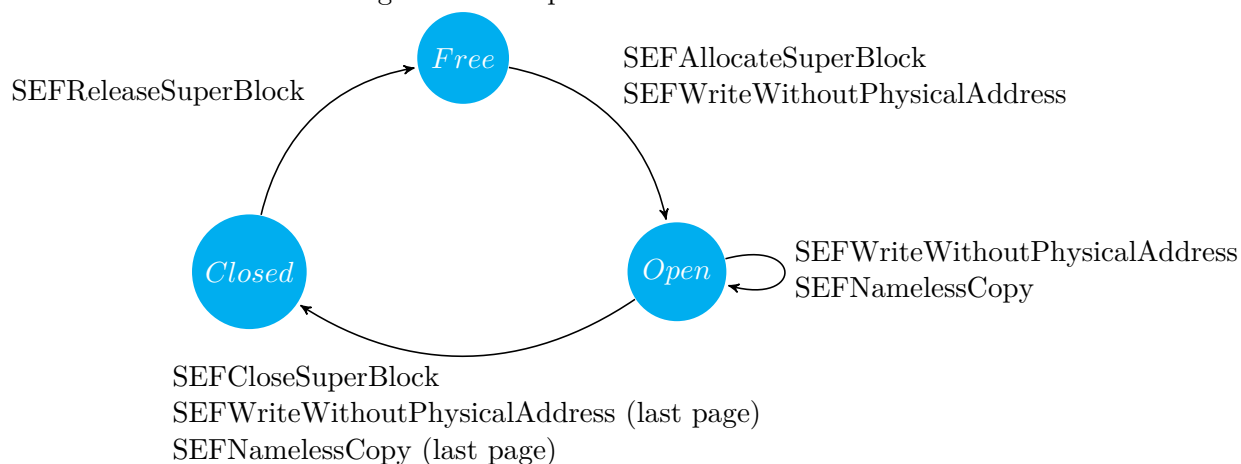 Free
SEFAllocateSuperBlock
SEFWriteWithoutPhysicalAddress
SEFReleaseSuperBlock
Closed
Open
SEFWriteWithoutPhysicalAddress
SEFNamelessCopy
SEFCloseSuperBlock
SEFWriteWithoutPhysicalAddress (last page)
SEFNamelessCopy (last page)